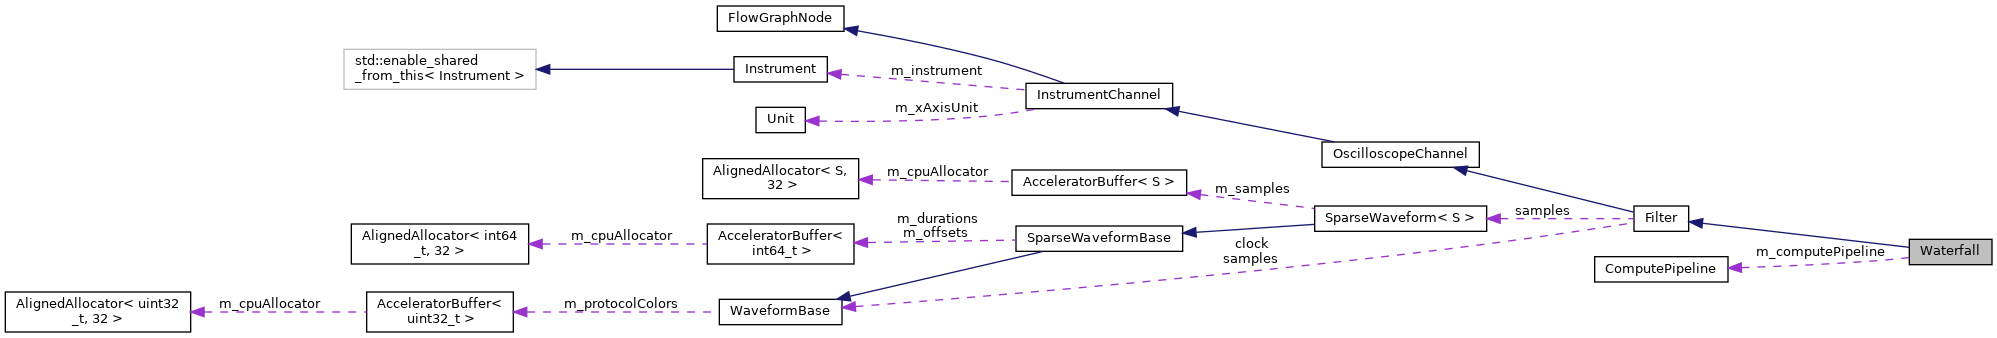 FlowGraphNode
std::enable_shared
_from_this< Instrument >
Instrument
m_instrument
InstrumentChannel
m_xAxisUnit
Unit
OscilloscopeChannel
AlignedAllocator< S,
32 >
m_cpuAllocator
AcceleratorBuffer< S >
m_samples
SparseWaveform< S >
samples
Filter
AlignedAllocator< int64
_t, 32 >
m_cpuAllocator
AcceleratorBuffer<
int64_t >
m_durations
m_offsets
SparseWaveformBase
clock
samples
m_computePipeline
Waterfall
ComputePipeline
AlignedAllocator< uint32
_t, 32 >
m_cpuAllocator
AcceleratorBuffer<
uint32_t >
m_protocolColors
WaveformBase